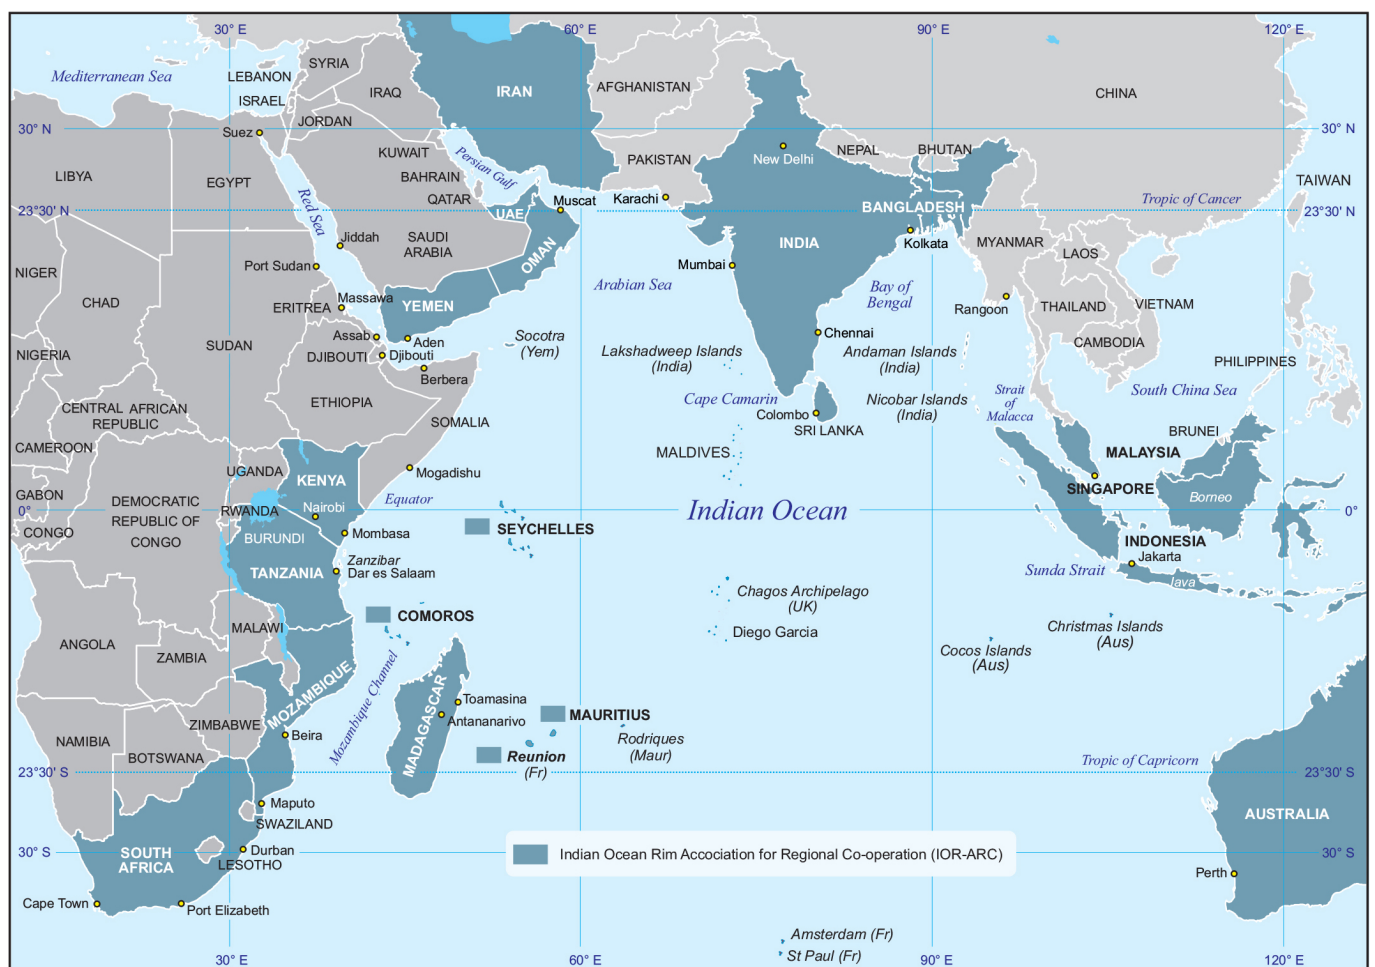 30° E
60° E
90° E
120° E
Mediterranean Sea
LEBANON
SYRIA
ISRAEL
IRAQ
IRAN
AFGHANISTAN
CHINA
JORDAN
30° N
30° N
Suez
KUWAIT
Persian Gulf
PAKISTAN
New Delhi
NEPAL
BHUTAN
LIBYA
EGYPT
BAHRAIN
QATAR
TAIWAN
Red Sea
UAE
Muscat
Karachi
BANGLADESH
Tropic of Cancer
23°30' N
23°30' N
Jiddah
SAUDI
ARABIA
OMAN
INDIA
Kolkata
MYANMAR
LAOS
NIGER
Port Sudan
Mumbai
Arabian Sea
Bay of
Bengal
CHAD
ERITREA
Massawa
YEMEN
Rangoon
THAILAND
VIETNAM
NIGERIA
SUDAN
Assab
Aden
DJIBOUTI
Djibouti
Socotra
(Yem)
Chennai
CAMBODIA
Lakshadweep Islands
(India)
Andaman Islands
(India)
PHILIPPINES
Berbera
ETHIOPIA
Cape Camarin
Nicobar Islands
(India)
Strait
of
Malacca
South China Sea
CENTRAL AFRICAN
REPUBLIC
SOMALIA
Colombo
SRI LANKA
BRUNEI
CAMEROON
UGANDA
KENYA
Mogadishu
MALDIVES
MALAYSIA
SINGAPORE
GABON
DEMOCRATIC
REPUBLIC OF
CONGO
Equator
Indian Ocean
Borneo
0°
0°
RWANDA
Nairobi
CONGO
BURUNDI
Mombasa
SEYCHELLES
INDONESIA
Jakarta
TANZANIA
Zanzibar
Dar es Salaam
Sunda Strait
Java
Chagos Archipelago
(UK)
COMOROS
ANGOLA
MALAWI
ZAMBIA
Diego Garcia
Christmas Islands
(Aus)
Cocos Islands
(Aus)
MOZAMBIQUE
Mozambique Channel
MADAGASCAR
Toamasina
Antananarivo
MAURITIUS
NAMIBIA
ZIMBABWE
Beira
Rodriques
(Maur)
BOTSWANA
Reunion
(Fr)
Tropic of Capricorn
23°30' S
23°30' S
Maputo
SWAZILAND
AUSTRALIA
30° S
30° S
SOUTH
AFRICA
Durban
LESOTHO
Indian Ocean Rim Accociation for Regional Co-operation (IOR-ARC)
Perth
Cape Town
Port Elizabeth
Amsterdam (Fr)
St Paul (Fr)
30° E
60° E
90° E
120° E